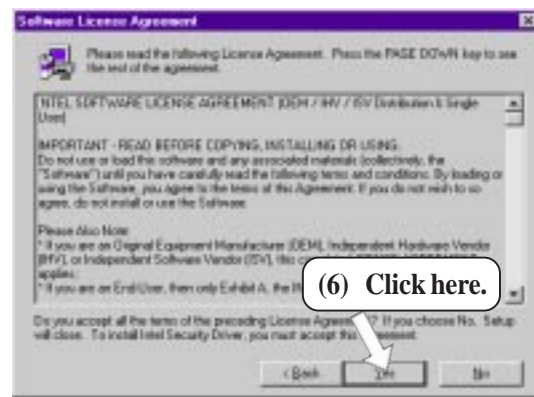 Software License Agreement
Please read the following License Agreement. Press the PAGE DOWN key to see
the rest of the agreement.
INTEL SOFTWARE LICENSE AGREEMENT (OEM / IHV / ISV Distribution & Single
User)
IMPORTANT - READ BEFORE COPYING, INSTALLING OR USING.
Do not use or load this software and any associated materials (collectively, the
"Software") until you have carefully read the following terms and conditions. By loading or
using the Software, you agree to the terms of this Agreement. If you do not wish to so
agree, do not install or use the Software.
Please Also Note:
* If you are an Original Equipment Manufacturer (OEM), Independent Hardware Vendor
(IHV), or Independent Software Vendor (ISV), this
applies:
* If you are an End User, then only Exhibit A, the
(6) Click here.
Do you accept all the terms of the preceding License Agreement? If you choose No, Setup
will close. To install Intel Security Driver, you must accept this agreement.
< Back
Yes
No